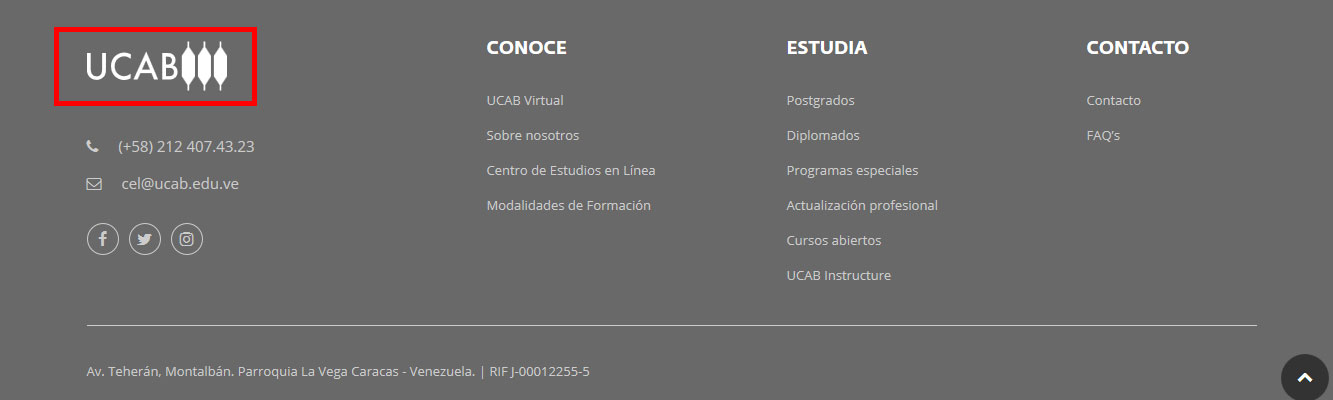 UCAB
(+58) 212 407.43.23
cel@ucab.edu.ve
CONOCE
UCAB Virtual
Sobre nosotros
Centro de Estudios en Línea
Modalidades de Formación
ESTUDIA
Postgrados
Diplomados
Programas especiales
Actualización profesional
Cursos abiertos
UCAB Instructure
CONTACTO
Contacto
FAQ's
Av. Teherán, Montalbán. Parroquia La Vega Caracas - Venezuela. | RIF J-00012255-5